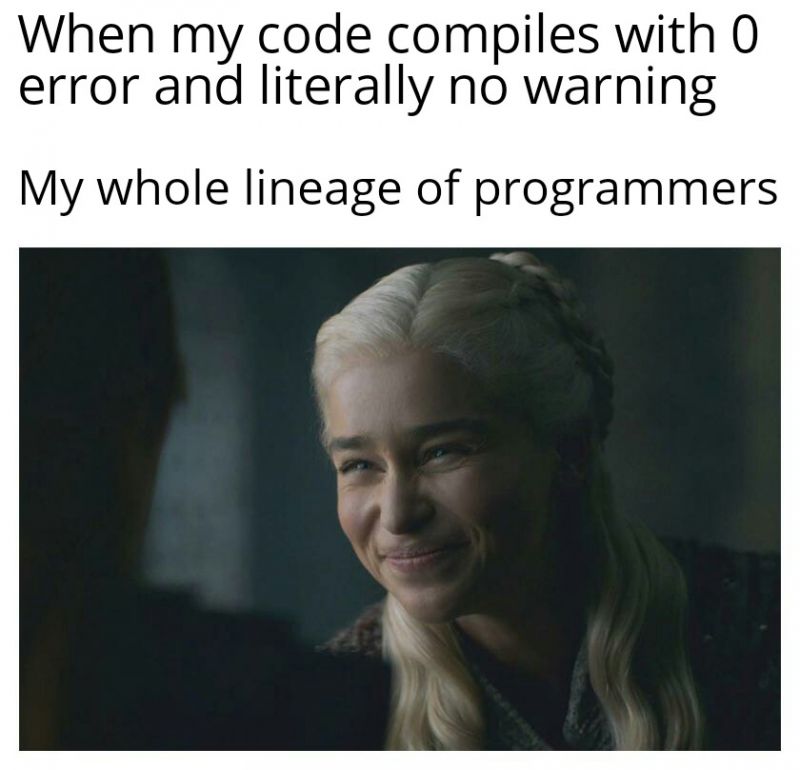 When my code compiles with 0
error and literally no warning
My whole lineage of programmers